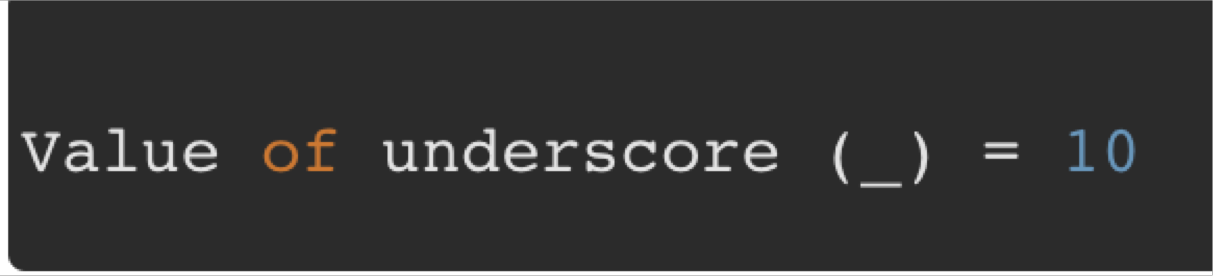 Value of underscore (_) = 10